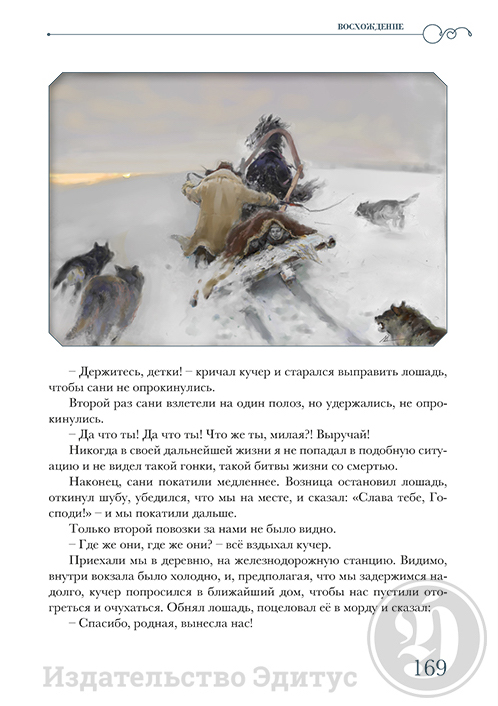 ВОСХОЖДЕНИЕ
– Держитесь, детки! – кричал кучер и старался выправить лошадь,
чтобы сани не опрокинулись.
Второй раз сани взлетели на один полоз, но удержались, не опро-
кинулись.
– Да что ты! Да что ты! Что же ты, милая?! Выручай!
Никогда в своей дальнейшей жизни я не попадал в подобную ситу-
ацию и не видел такой гонки, такой битвы жизни со смертью.
Наконец, сани покатили медленнее. Возница остановил лошадь,
откинул шубу, убедился, что мы на месте, и сказал: «Слава тебе, Го-
споди!» – и мы покатили дальше.
Только второй повозки за нами не было видно.
– Где же они, где же они? – всё вздыхал кучер.
Приехали мы в деревню, на железнодорожную станцию. Видимо,
внутри вокзала было холодно, и, предполагая, что мы задержимся на-
долго, кучер попросился в ближайший дом, чтобы нас пустили ото-
греться и очухаться. Обнял лошадь, поцеловал её в морду и сказал:
– Спасибо, родная, вынесла нас!
169
Издательство Эдитус